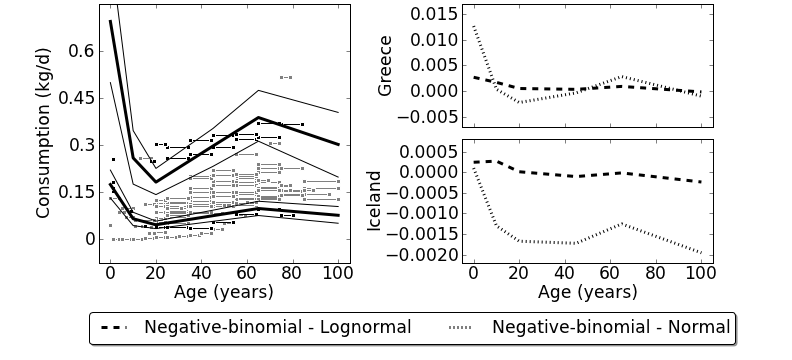 Consumption (kg/d)
0.6
0.45
0.3
0.15
0
0 20 40 60 80 100
Age (years)
Greece
0.015
0.010
0.005
0.000
−0.005
Iceland
0.0005
0.0000
−0.0005
−0.0010
−0.0015
−0.0020
0 20 40 60 80 100
Age (years)
Negative-binomial - Lognormal Negative-binomial - Normal